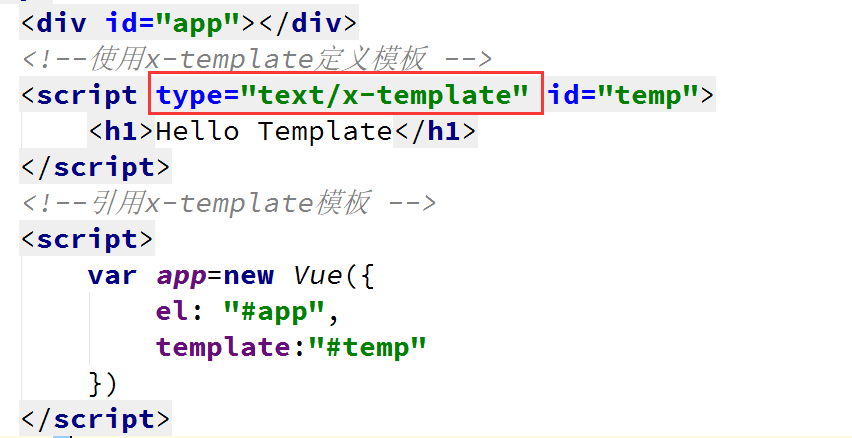 <div id="app"></div>
<!--使用x-template定义模板 -->
<script type="text/x-template" id="temp">
<h1>Hello Template</h1>
</script>
<!--引用x-template模板 -->
<script>
var app=new Vue({
el: "#app",
template:"#temp"
})
</script>